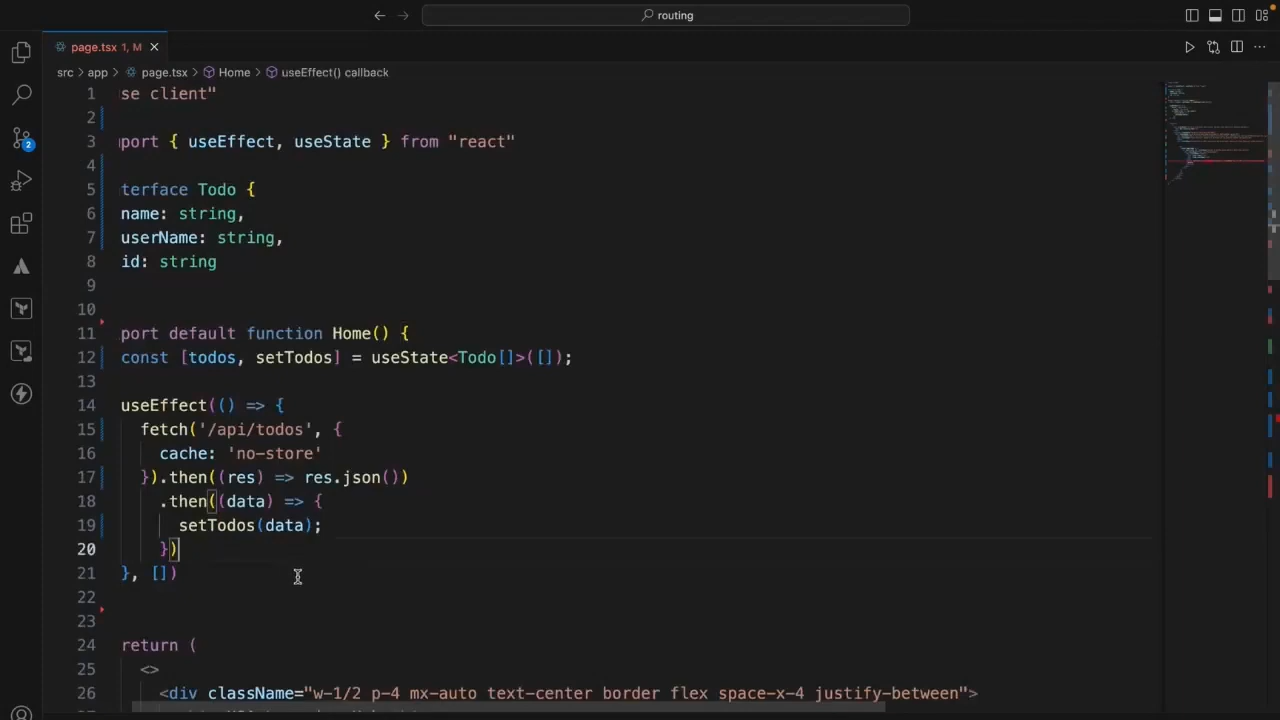 routing
page.tsx 1, M
src > app > page.tsx > Home > useEffect() callback
1 se client"
2
3 port { useEffect, useState } from "react"
4
5 terface Todo {
6 name: string,
7 userName: string,
8 id: string
9
10
11 port default function Home() {
12 const [todos, setTodos] = useState<Todo[]>([]);
13
14 useEffect(() => {
15 fetch('/api/todos', {
16 cache: 'no-store'
17 }).then((res) => res.json())
18 .then((data) => {
19 setTodos(data);
20 })
21 }, [])
22
23
24 return (
25 <>
26 <div className="w-1/2 p-4 mx-auto text-center border flex space-x-4 justify-between">
2